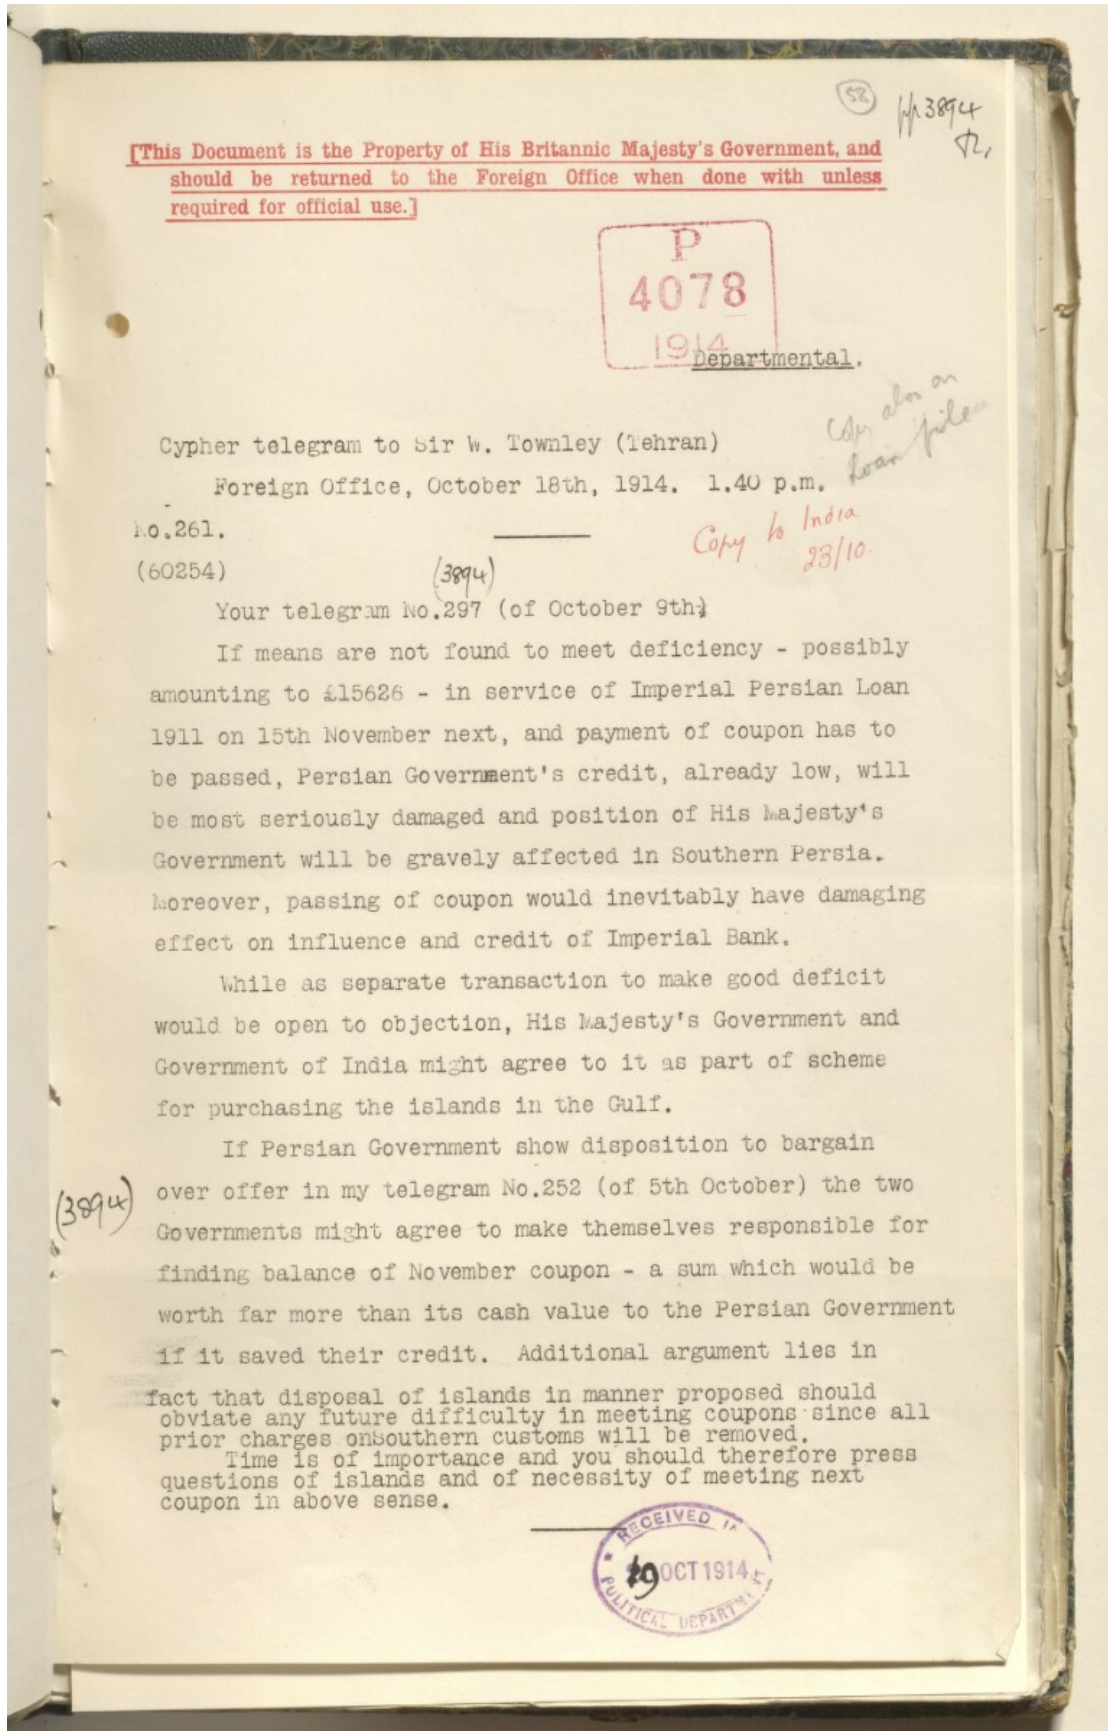 58
pp 3894
[This Document is the Property of His Britannic Majesty's Government, and
should be returned to the Foreign Office when done with unless
required for official use.]
P
4078
1914
Departmental.
Copy also on
Loan file
Cypher telegram to Sir W. Townley (Tehran)
Foreign Office, October 18th, 1914. 1.40 p.m.
No.261.
Copy to India
23/10.
(60254)
(3894)
Your telegram No.297 (of October 9th)
If means are not found to meet deficiency - possibly
amounting to £15626 - in service of Imperial Persian Loan
1911 on 15th November next, and payment of coupon has to
be passed, Persian Government's credit, already low, will
be most seriously damaged and position of His Majesty's
Government will be gravely affected in Southern Persia.
Moreover, passing of coupon would inevitably have damaging
effect on influence and credit of Imperial Bank.
While as separate transaction to make good deficit
would be open to objection, His Majesty's Government and
Government of India might agree to it as part of scheme
for purchasing the islands in the Gulf.
If Persian Government show disposition to bargain
(3894)
over offer in my telegram No.252 (of 5th October) the two
Governments might agree to make themselves responsible for
finding balance of November coupon - a sum which would be
worth far more than its cash value to the Persian Government
if it saved their credit. Additional argument lies in
fact that disposal of islands in manner proposed should
obviate any future difficulty in meeting coupons since all
prior charges onSouthern customs will be removed.
Time is of importance and you should therefore press
questions of islands and of necessity of meeting next
coupon in above sense.
RECEIVED IN
19 OCT 1914
POLITICAL DEPARTMENT